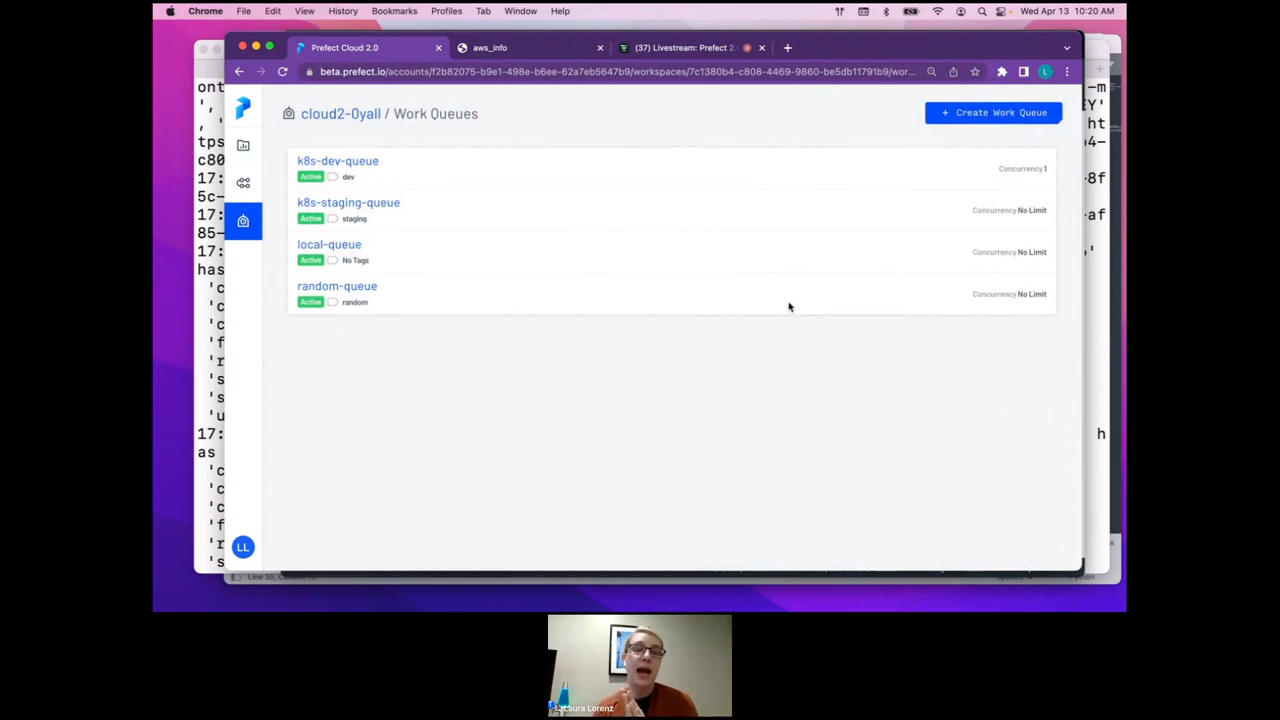 Chrome File Edit View History Bookmarks Profiles Tab Window Help Wed Apr 13 10:20 AM
Prefect Cloud 2.0 aws_info (37) Livestream: Prefect 2.
beta.prefect.io/accounts/f2b82075-b9e1-498e-b6ee-62a7eb5647b9/workspaces/7c1380b4-c808-4469-9860-be5db11791b9/wor...
cloud2-0yall / Work Queues
+ Create Work Queue
k8s-dev-queue
Active dev
Concurrency 1
k8s-staging-queue
Active staging
Concurrency No Limit
local-queue
Active No Tags
Concurrency No Limit
random-queue
Active random
Concurrency No Limit
LL
Laura Lorenz